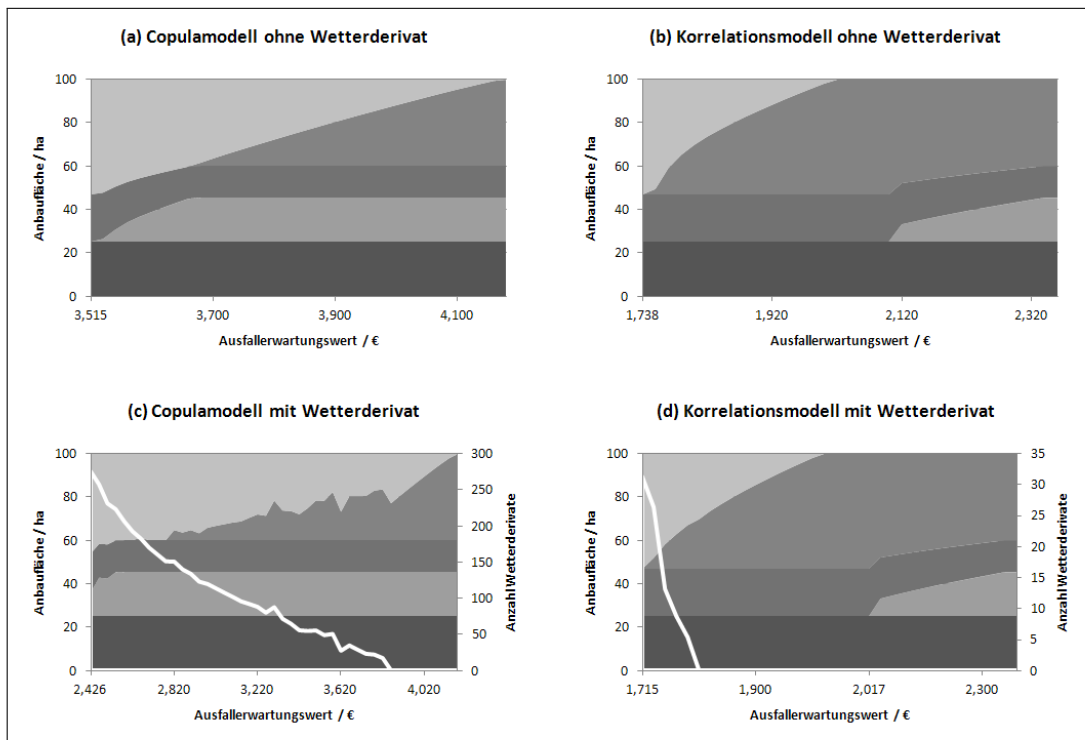 (a) Copulamodell ohne Wetterderivat
Anbaufläche / ha
100
80
60
40
20
0
3,515 3,700 3,900 4,100
Ausfallerwartungswert / €
(b) Korrelationsmodell ohne Wetterderivat
Anbaufläche / ha
100
80
60
40
20
0
1,738 1,920 2,120 2,320
Ausfallerwartungswert / €
(c) Copulamodell mit Wetterderivat
Anbaufläche / ha
100
80
60
40
20
0
300
250
200
150
100
50
0
Anzahl Wetterderivate
2,426 2,820 3,220 3,620 4,020
Ausfallerwartungswert / €
(d) Korrelationsmodell mit Wetterderivat
Anbaufläche / ha
100
80
60
40
20
0
35
30
25
20
15
10
5
0
Anzahl Wetterderivate
1,715 1,900 2,017 2,300
Ausfallerwartungswert / €